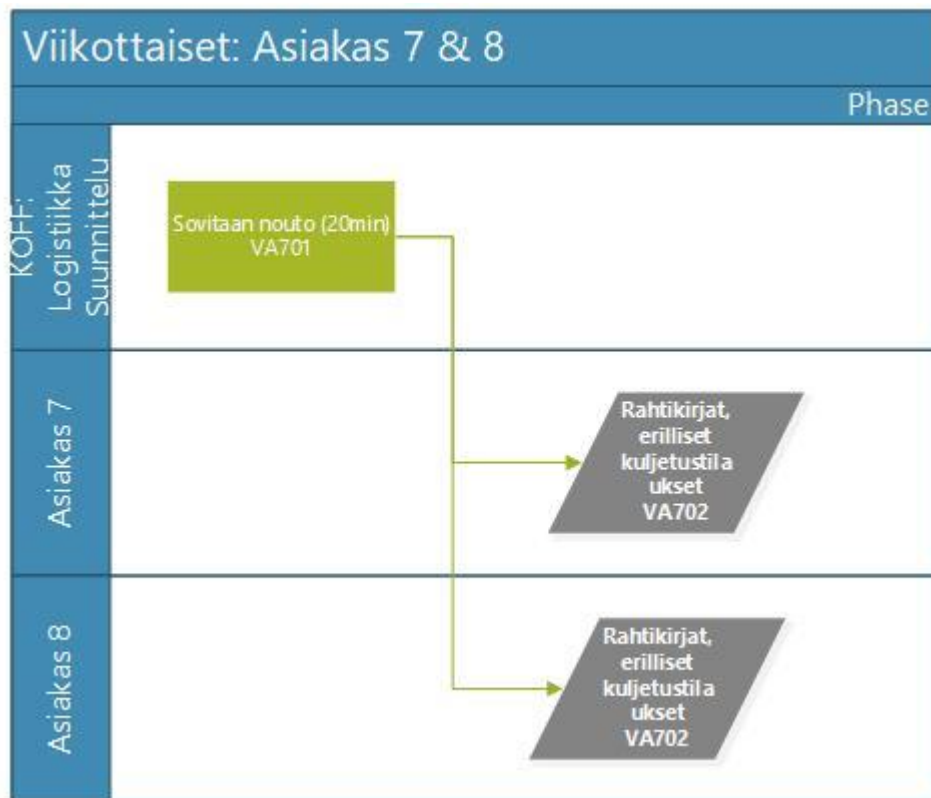 Viikottaiset: Asiakas 7 & 8
Phase
KOFF:
Logistiikka
Suunnittelu
Sovitaan nouto (20min)
VA701
Asiakas 7
Rahtikirjat,
erilliset
kuljetustila
ukset
VA702
Asiakas 8
Rahtikirjat,
erilliset
kuljetustila
ukset
VA702